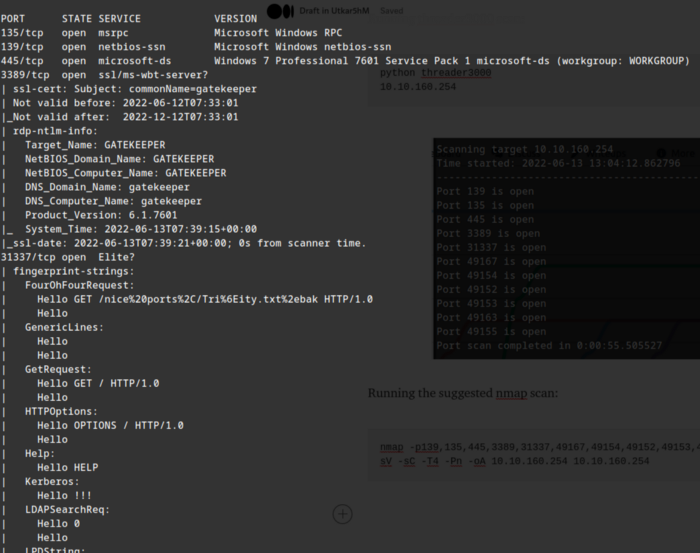 PORT      STATE SERVICE            VERSION
135/tcp   open  msrpc              Microsoft Windows RPC
139/tcp   open  netbios-ssn        Microsoft Windows netbios-ssn
445/tcp   open  microsoft-ds       Windows 7 Professional 7601 Service Pack 1 microsoft-ds (workgroup: WORKGROUP)
3389/tcp  open  ssl/ms-wbt-server?
| ssl-cert: Subject: commonName=gatekeeper
| Not valid before: 2022-06-12T07:33:01
|_Not valid after:  2022-12-12T07:33:01
| rdp-ntlm-info:
|   Target_Name: GATEKEEPER
|   NetBIOS_Domain_Name: GATEKEEPER
|   NetBIOS_Computer_Name: GATEKEEPER
|   DNS_Domain_Name: gatekeeper
|   DNS_Computer_Name: gatekeeper
|   Product_Version: 6.1.7601
|_  System_Time: 2022-06-13T07:39:15+00:00
|_ssl-date: 2022-06-13T07:39:21+00:00; 0s from scanner time.
31337/tcp open  Elite?
| fingerprint-strings:
|   FourOhFourRequest:
|     Hello GET /nice%20ports%2C/Tri%6Eity.txt%2ebak HTTP/1.0
|     Hello
|   GenericLines:
|     Hello
|     Hello
|   GetRequest:
|     Hello GET / HTTP/1.0
|     Hello
|   HTTPOptions:
|     Hello OPTIONS / HTTP/1.0
|     Hello
|   Help:
|     Hello HELP
|   Kerberos:
|     Hello !!!
|   LDAPSearchReq:
|     Hello 0
|     Hello
|   LPDString:
Draft in UtkarShM    Saved
python threader3000
10.10.160.254
Scanning target 10.10.160.254
Time started: 2022-06-13 13:04:12.862796
Port 139 is open
Port 135 is open
Port 445 is open
Port 3389 is open
Port 31337 is open
Port 49167 is open
Port 49154 is open
Port 49152 is open
Port 49153 is open
Port 49163 is open
Port 49155 is open
Port scan completed in 0:00:55.505527
Running the suggested nmap scan:
nmap -p139,135,445,3389,31337,49167,49154,49152,49153,4
sV -sC -T4 -Pn -oA 10.10.160.254 10.10.160.254